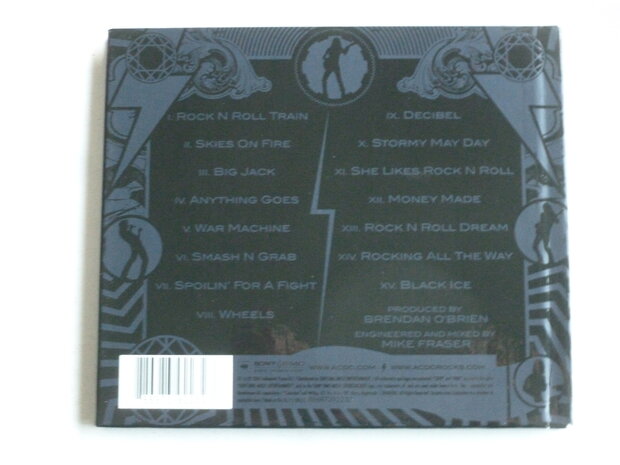 I. ROCK N ROLL TRAIN
II. SKIES ON FIRE
III. BIG JACK
IV. ANYTHING GOES
V. WAR MACHINE
VI. SMASH N GRAB
VII. SPOILIN' FOR A FIGHT
VIII. WHEELS
IX. DECIBEL
X. STORMY MAY DAY
XI. SHE LIKES ROCK N ROLL
XII. MONEY MADE
XIII. ROCK N ROLL DREAM
XIV. ROCKING ALL THE WAY
XV. BLACK ICE
PRODUCED BY
BRENDAN O'BRIEN
ENGINEERED AND MIXED BY
MIKE FRASER
WWW.ACDC.COM WWW.ACDCROCKS.COM